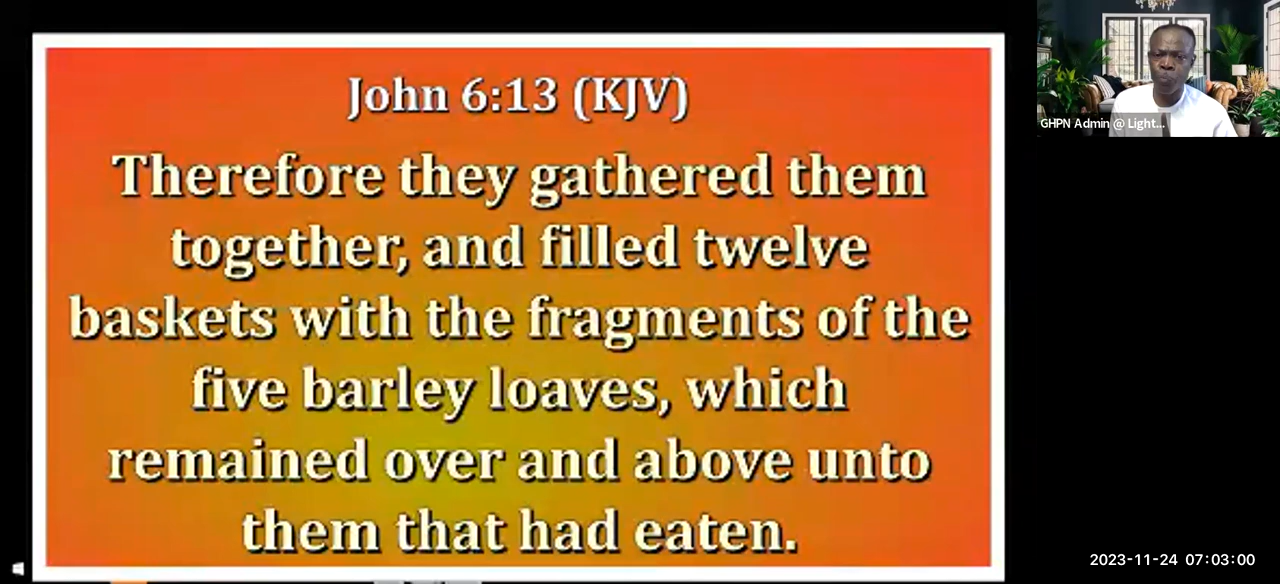 John 6:13 (KJV)
Therefore they gathered them
together, and filled twelve
baskets with the fragments of the
five barley loaves, which
remained over and above unto
them that had eaten.
GHPN Admin @ Light...
2023-11-24 07:03:00